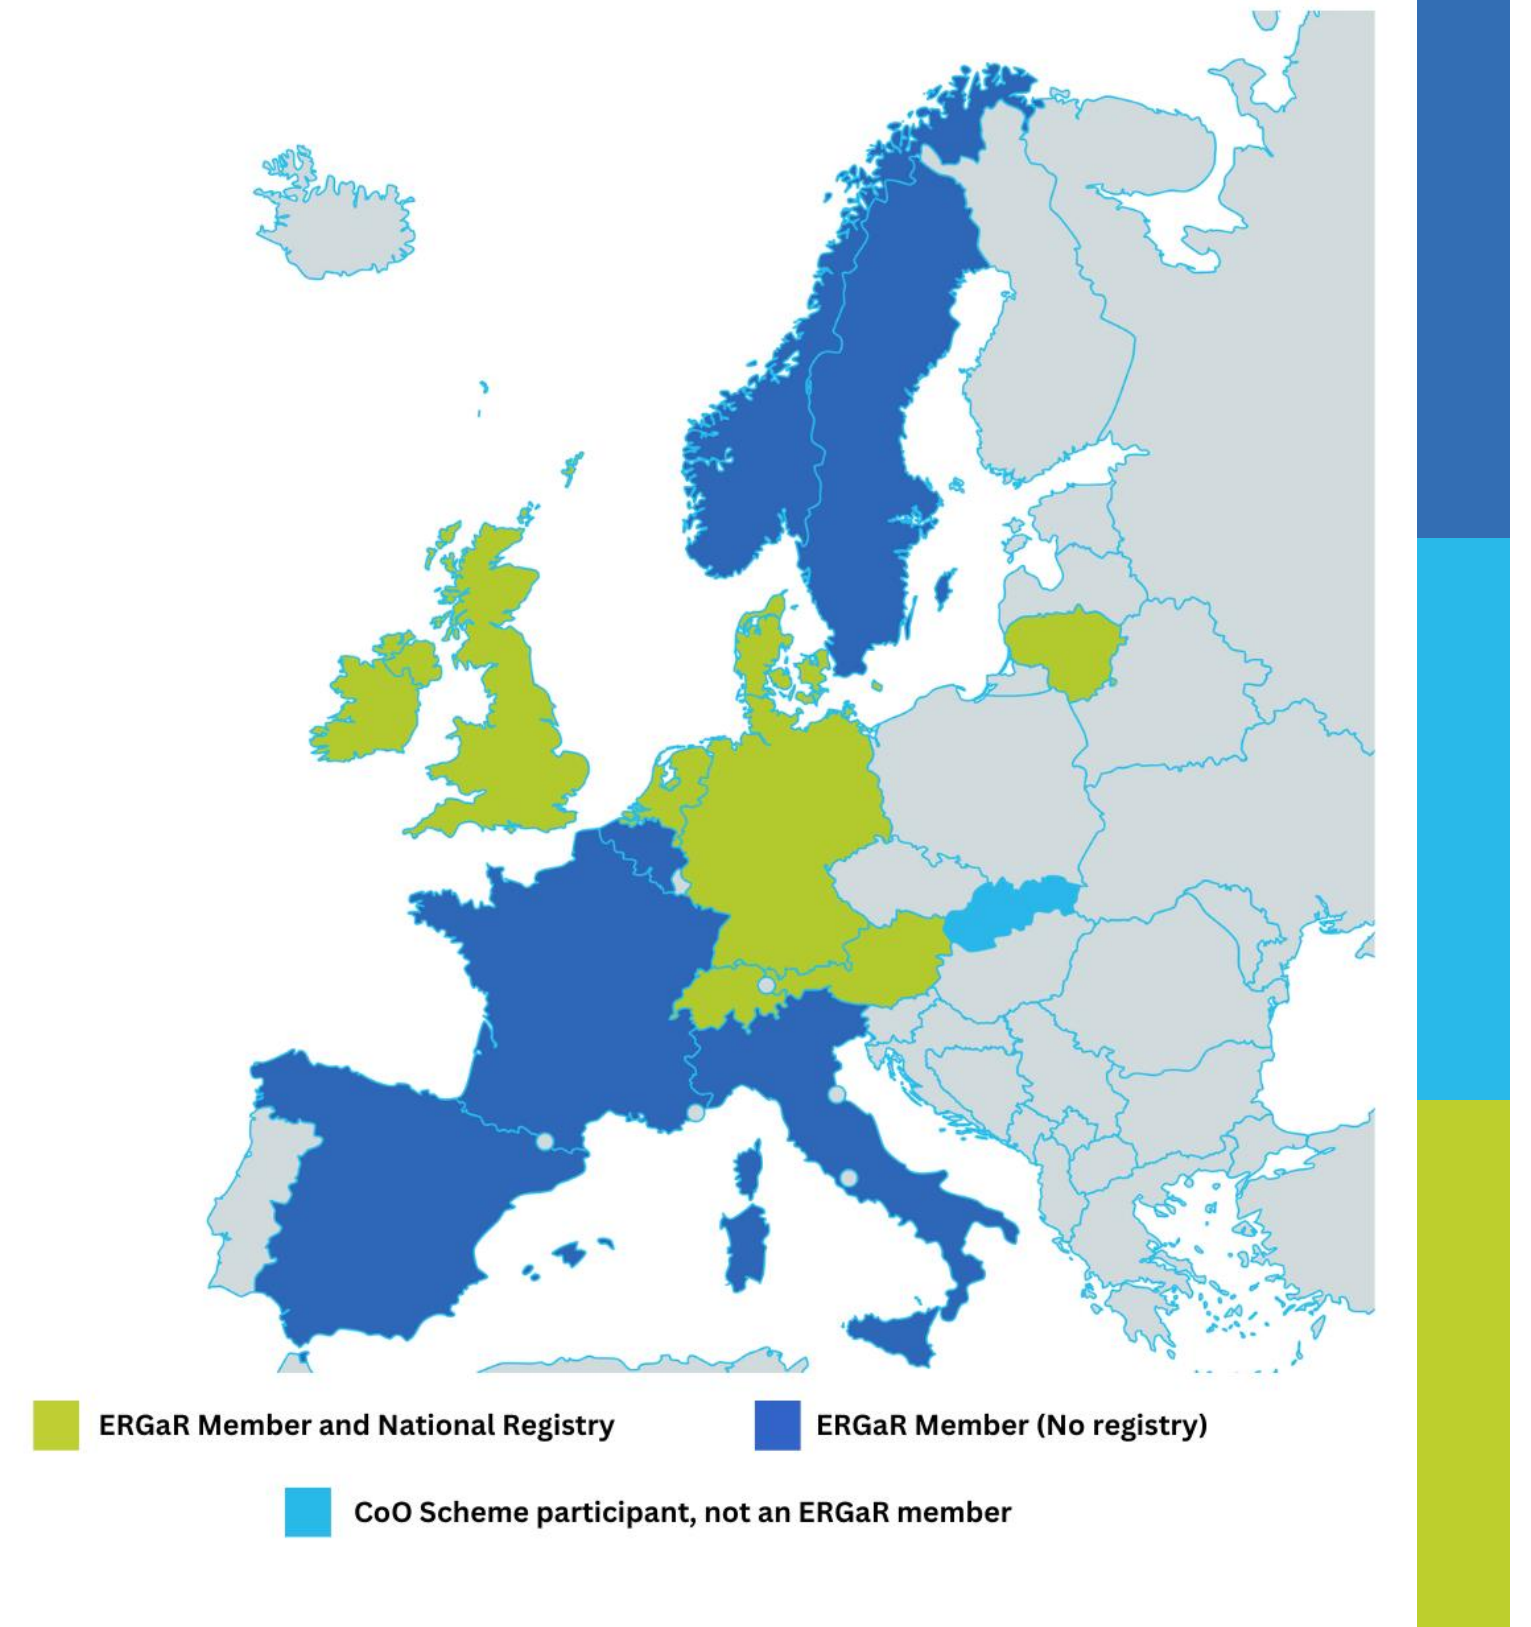 ERGaR Member and National Registry
ERGaR Member (No registry)
CoO Scheme participant, not an ERGaR member